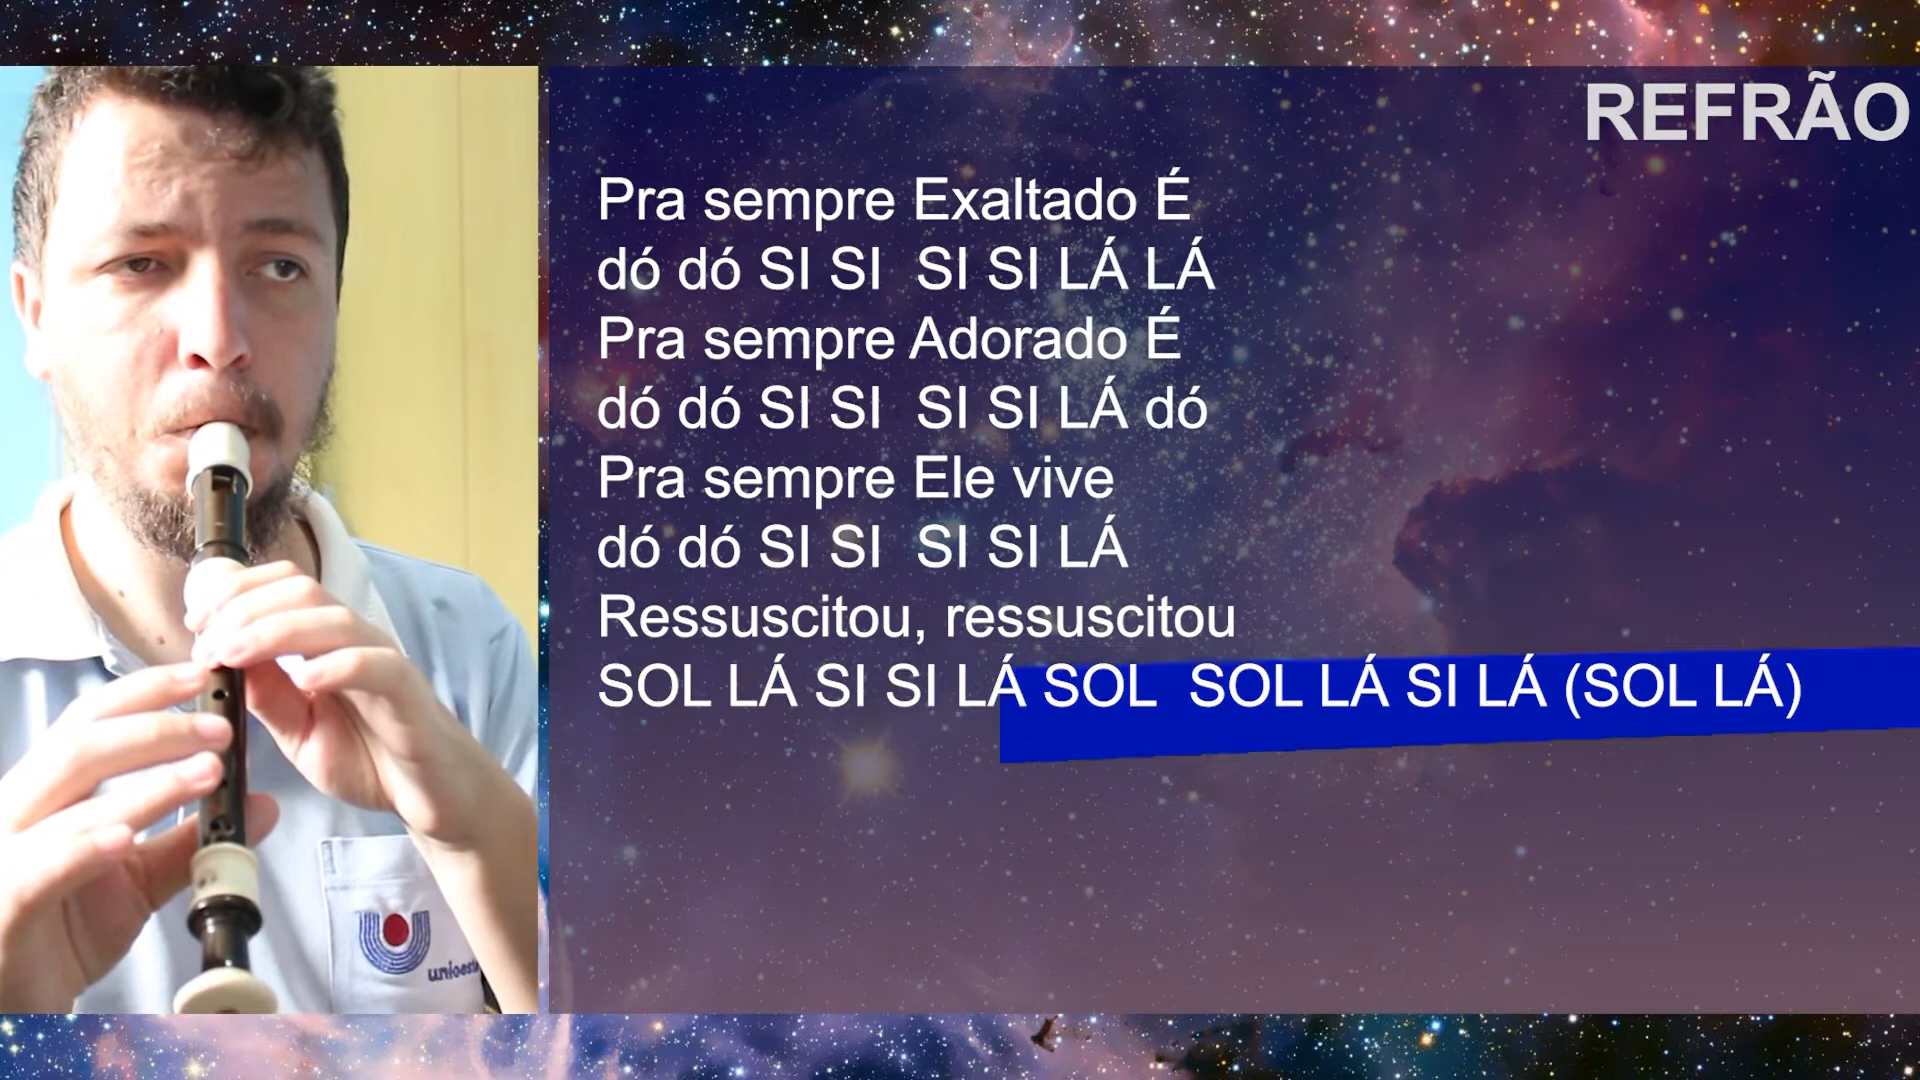 REFRÃO
Pra sempre Exaltado É
dó dó SI SI  SI SI LÁ LÁ
Pra sempre Adorado É
dó dó SI SI  SI SI LÁ dó
Pra sempre Ele vive
dó dó SI SI  SI SI LÁ
Ressuscitou, ressuscitou
SOL LÁ SI SI LÁ SOL  SOL LÁ SI LÁ (SOL LÁ)